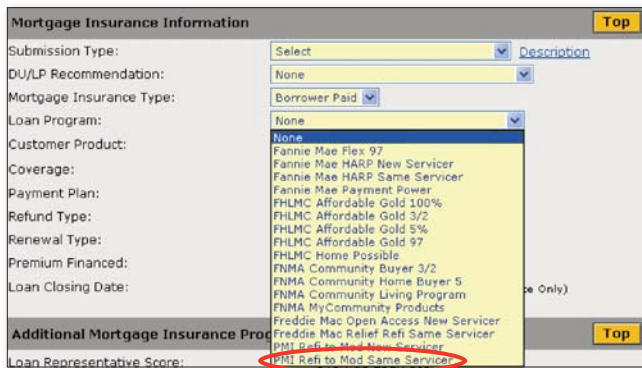 Mortgage Insurance Information Top
Submission Type: Select Description
DU/LP Recommendation: None
Mortgage Insurance Type: Borrower Paid
Loan Program: None
None
Customer Product:
Fannie Mae Flex 97
Fannie Mae HARP New Servicer
Coverage:
Fannie Mae HARP Same Servicer
Fannie Mae Payment Power
Payment Plan:
FHLMC Affordable Gold 100%
FHLMC Affordable Gold 3/2
Refund Type:
FHLMC Affordable Gold 5%
FHLMC Affordable Gold 97
Renewal Type:
FHLMC Home Possible
FNMA Community Buyer 3/2
Premium Financed:
FNMA Community Home Buyer 5
FNMA Community Living Program
Loan Closing Date: Only)
FNMA MyCommunity Products
Freddie Mac Open Access New Servicer
Additional Mortgage Insurance Top
Freddie Mac Relief Refi Same Servicer
PMI Refi to Mod New Servicer
PMI Refi to Mod Same Servicer
Loan Representative Score: